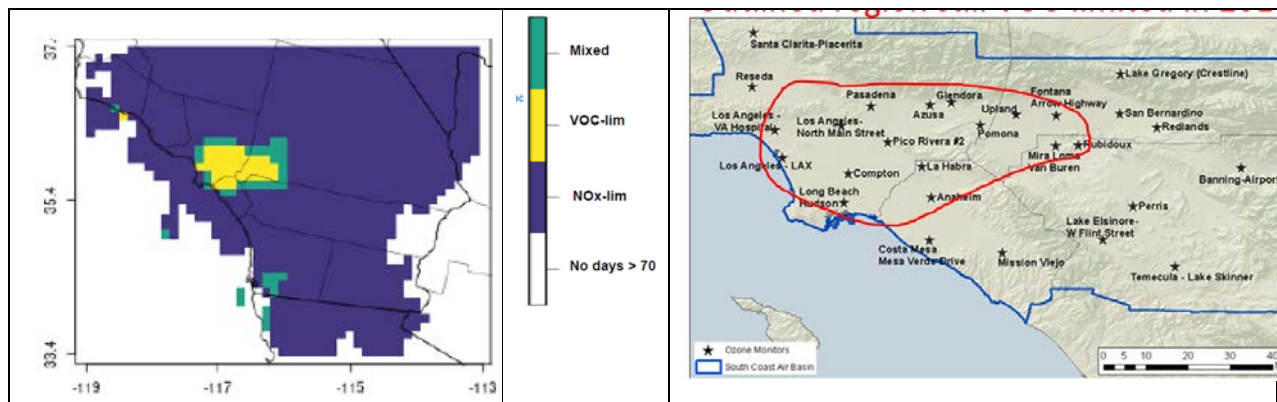 37.
35.4
33.4
-119
-117
-115
-113
Mixed
VOC-lim
NOx-lim
No days > 70
Santa Clarita-Placerita
Reseda
Lake Gregory (Crestline)
Pasadena
Glendora
Azusa
Upland
Fontana
Arrow Highway
San Bernardino
Redlands
Los Angeles -
VA Hospital
Los Angeles-
North Main Street
Pomona
Pico Rivera #2
Rubidoux
Mira Loma
Van Buren
Los Angeles - LAX
La Habra
Compton
Banning-Airport
Long Beach
Hudson
Anaheim
Perris
Lake Elsinore-
W Flint Street
Costa Mesa
Mesa Verde Drive
Mission Viejo
Temecula - Lake Skinner
Ozone Monitors
South Coast Air Basin
0 5 10 20 30 40